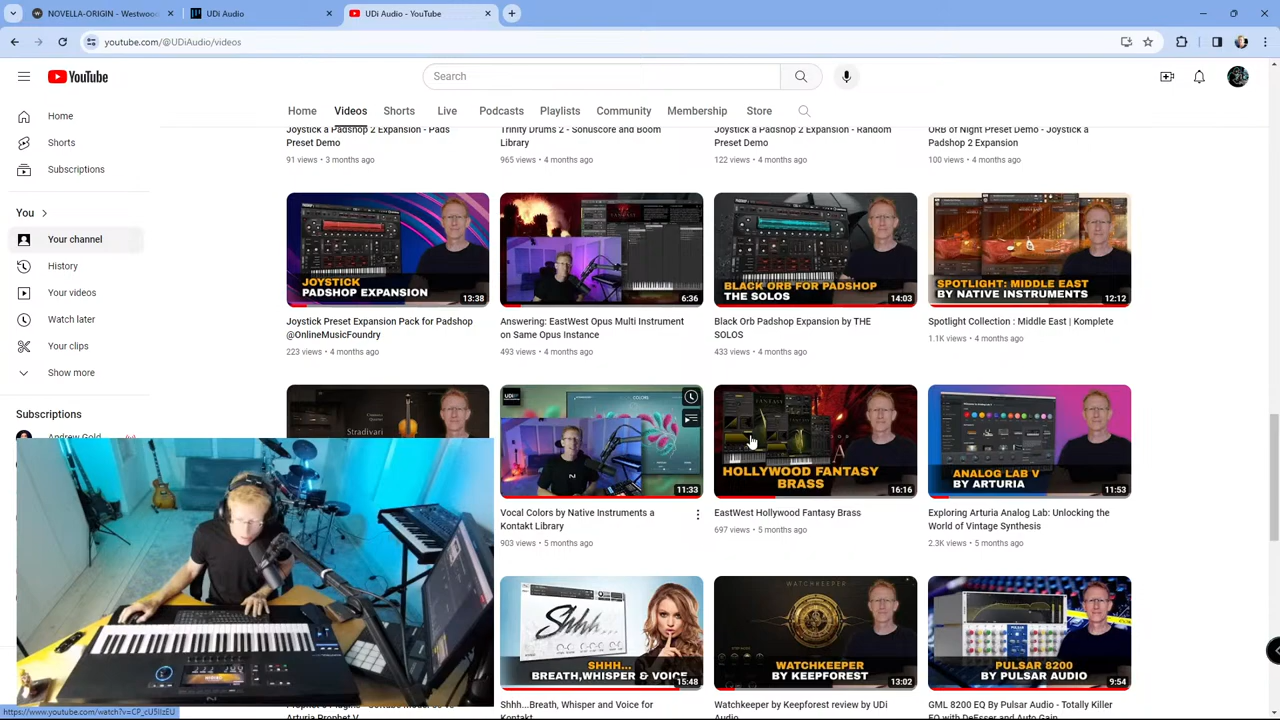 NOVELLA-ORIGIN - Westwoo
UDi Audio
UDi Audio - YouTube
youtube.com/@UDiAudio/videos
YouTube
Search
Home
Videos
Shorts
Live
Podcasts
Playlists
Community
Membership
Store
Home
Shorts
Subscriptions
You
Your channel
History
Your videos
Watch later
Your clips
Show more
Subscriptions
Andrew Gold
Joystick a Padshop 2 Expansion - Pads
Preset Demo
91 views • 3 months ago
Trinity Drums 2 - Sonuscore and Boom
Library
965 views • 4 months ago
Joystick a Padshop 2 Expansion - Random
Preset Demo
122 views • 4 months ago
ORB of Night Preset Demo - Joystick a
Padshop 2 Expansion
100 views • 4 months ago
JOYSTICK
PADSHOP EXPANSION
13:38
Joystick Preset Expansion Pack for Padshop
@OnlineMusicFoundry
223 views • 4 months ago
6:36
Answering: EastWest Opus Multi Instrument
on Same Opus Instance
493 views • 4 months ago
BLACK ORB FOR PADSHOP
THE SOLOS
14:03
Black Orb Padshop Expansion by THE
SOLOS
433 views • 4 months ago
SPOTLIGHT: MIDDLE EAST
BY NATIVE INSTRUMENTS
12:12
Spotlight Collection : Middle East | Komplete
1.1K views • 4 months ago
Stradivari
COLORS
11:33
Vocal Colors by Native Instruments a
Kontakt Library
903 views • 5 months ago
HOLLYWOOD FANTASY
BRASS
16:16
EastWest Hollywood Fantasy Brass
697 views • 5 months ago
ANALOG LAB V
BY ARTURIA
11:53
Exploring Arturia Analog Lab: Unlocking the
World of Vintage Synthesis
2.3K views • 5 months ago
Shhh...
SHHH...
BREATH,WHISPER & VOICE
15:48
Shhh...Breath, Whisper and Voice for
Kontakt
WATCHKEEPER
WATCHKEEPER
BY KEEPFOREST
13:02
Watchkeeper by Keepforest review by UDi
Audio
PULSAR 8200
BY PULSAR AUDIO
9:54
GML 8200 EQ By Pulsar Audio - Totally Killer
EQ with DeEsser and Auto Gain
Arturia Prophet V